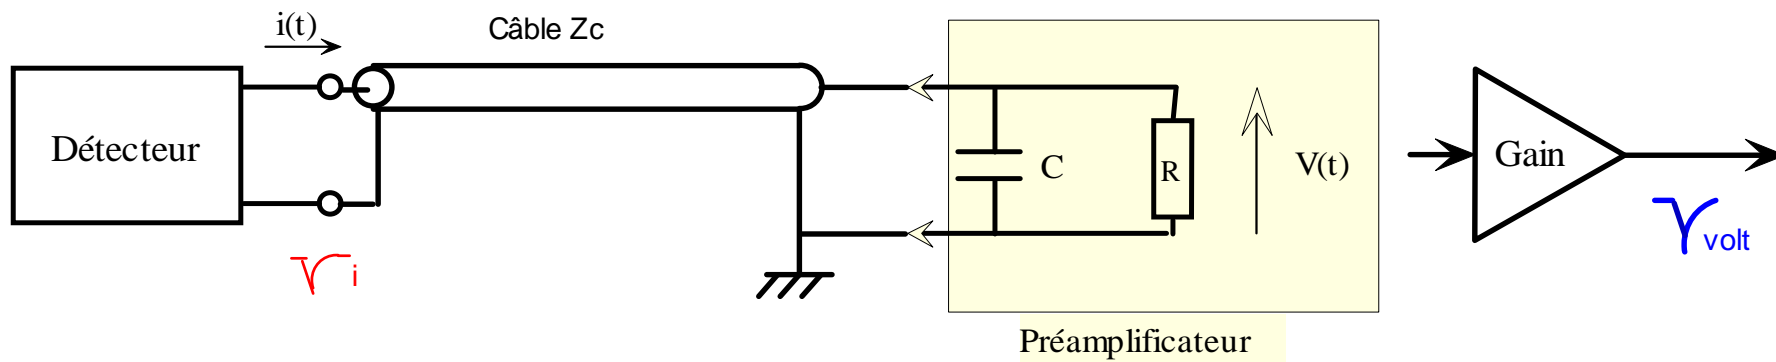 i(t)
Câble Zc
Détecteur
C
R
V(t)
Gain
i
volt
Préamplificateur